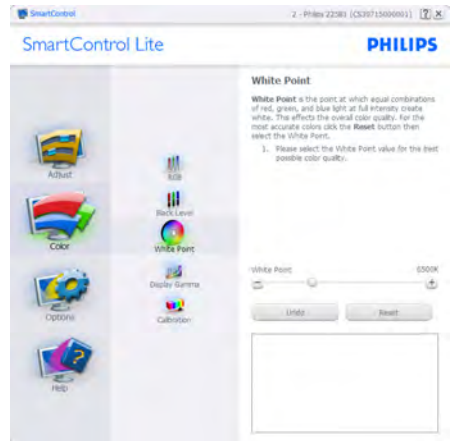 SmartControl
2 - Philips 225B1 (CS39715000001)
SmartControl Lite
PHILIPS
White Point
White Point is the point at which equal combinations
of red, green, and blue light at full intensity create
white. This effects the overall color quality. For the
most accurate colors click the Reset button then
select the White Point.
1. Please select the White Point value for the best
possible color quality.
Adjust
Color
Options
Help
RGB
Black Level
White Point
Display Gamma
Calibration
White Point
6500K
Undo
Reset